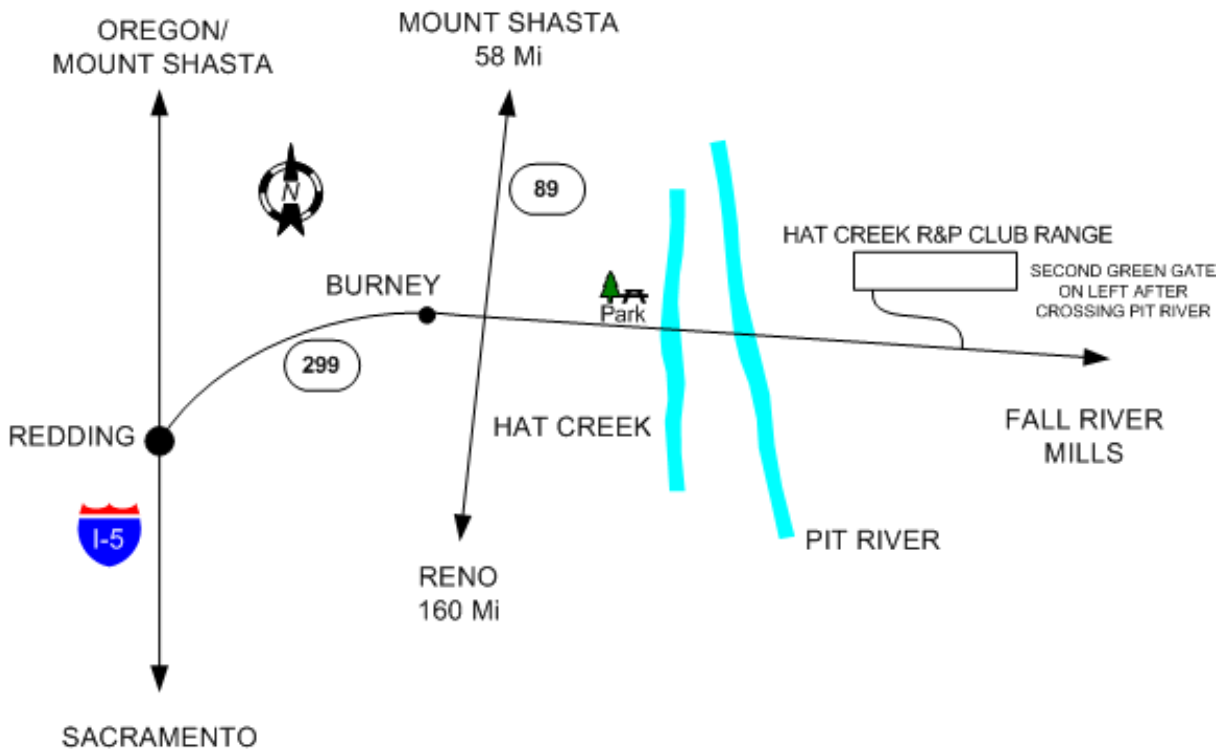 OREGON/
MOUNT SHASTA
MOUNT SHASTA
58 Mi
N
89
HAT CREEK R&P CLUB RANGE
SECOND GREEN GATE
ON LEFT AFTER
CROSSING PIT RIVER
BURNEY
Park
299
REDDING
HAT CREEK
FALL RIVER
MILLS
I-5
PIT RIVER
RENO
160 Mi
SACRAMENTO